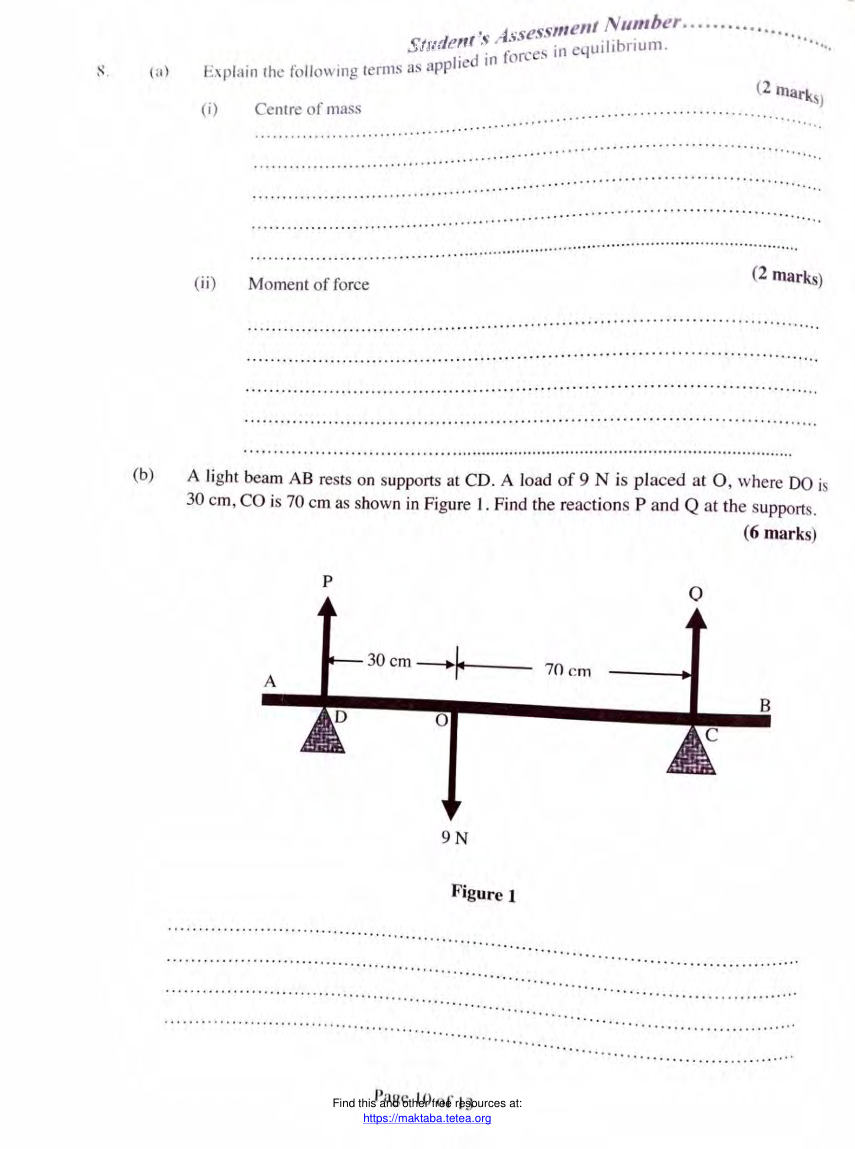 Student's Assessment Number.....................
8. (a) Explain the following terms as applied in forces in equilibrium.
(i) Centre of mass (2 marks)
(ii) Moment of force (2 marks)
(b) A light beam AB rests on supports at CD. A load of 9 N is placed at O, where DO is
30 cm, CO is 70 cm as shown in Figure 1. Find the reactions P and Q at the supports.
(6 marks)
P
Q
30 cm
70 cm
A
B
D
O
C
9 N
Figure 1
Page 10 of 13
Find this and other free resources at:
https://maktaba.tetea.org